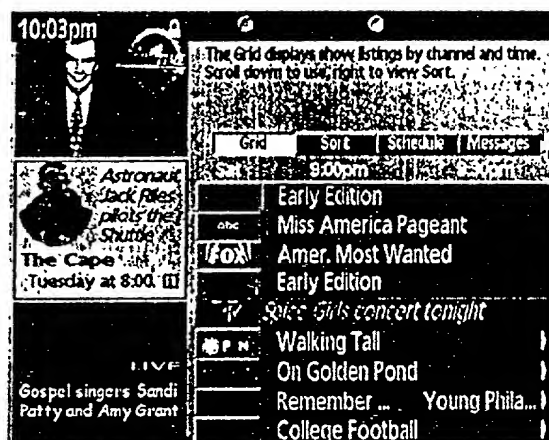 10:03pm
The Grid displays show listings by channel and time.
Scroll down to use, right to view Sort.
Grid Sort Schedule Messages
8:00pm
Astronaut
Jack Riles
pilots the
Shuttle
The Cape
Tuesday at 8:00
Early Edition
abc Miss America Pageant
FOX Amer. Most Wanted
Early Edition
Spice Girls concert tonight
Walking Tall
On Golden Pond
Remember ... Young Phila...
College Football
LIVE
Gospel singers Sandi
Patty and Amy Grant